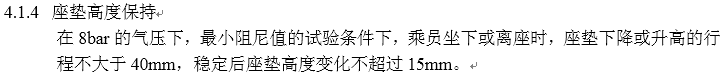 4.1.4 座垫高度保持
在 8bar 的气压下，最小阻尼值的试验条件下，乘员坐下或离座时，座垫下降或升高的行
程不大于 40mm，稳定后座垫高度变化不超过 15mm。